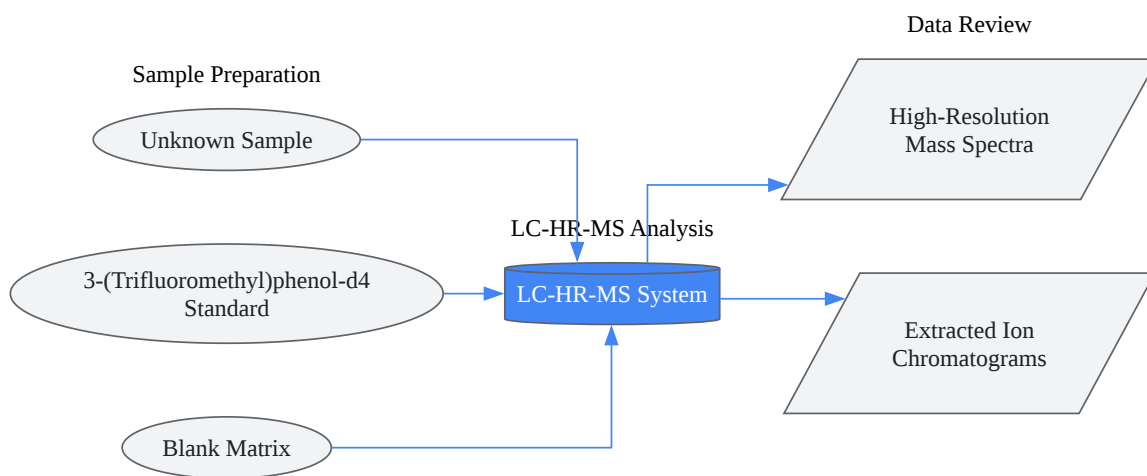 Sample Preparation
Unknown Sample
3-(Trifluoromethyl)phenol-d4
Standard
Blank Matrix
LC-HR-MS Analysis
LC-HR-MS System
Data Review
High-Resolution
Mass Spectra
Extracted Ion
Chromatograms